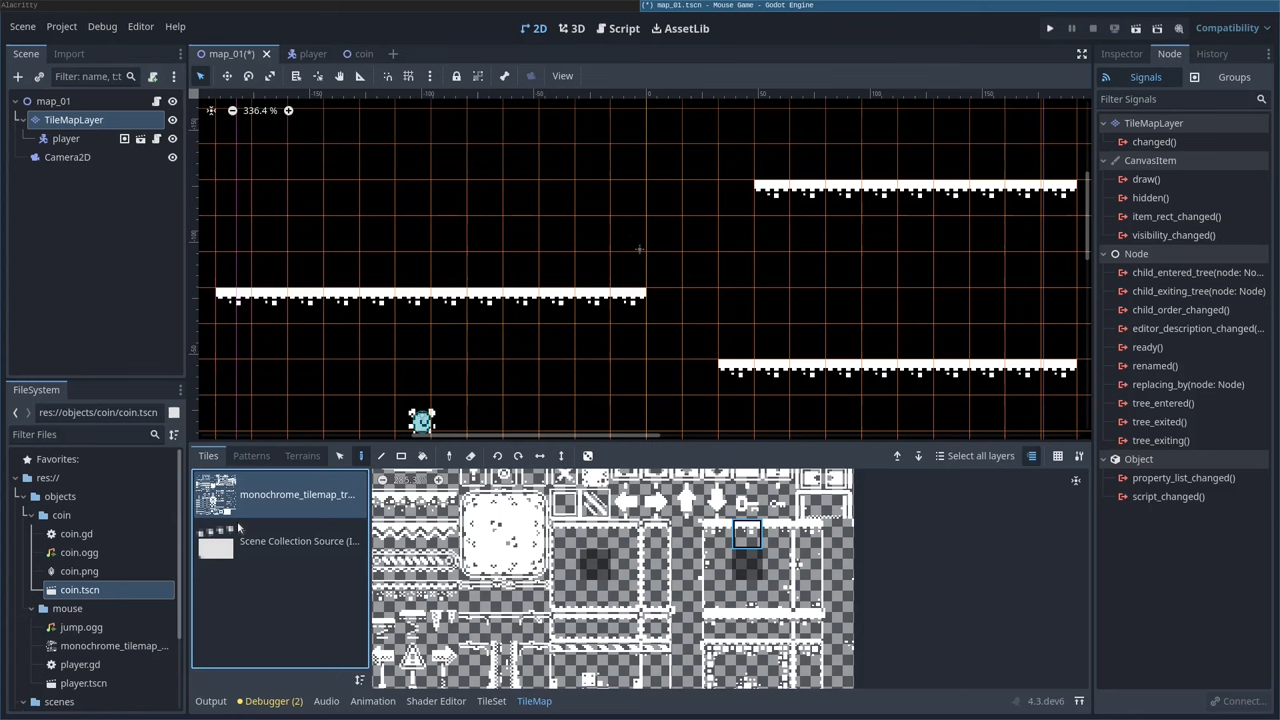 Alacritty
(*) map_01.tscn - Mouse Game - Godot Engine
Scene Project Debug Editor Help
2D 3D Script AssetLib
Compatibility
Scene Import
map_01(*) player coin
Inspector Node History
Filter: name, t:t
View
Signals Groups
336.4 %
Filter Signals
map_01
TileMapLayer
player
Camera2D
TileMapLayer
changed()
CanvasItem
draw()
hidden()
item_rect_changed()
visibility_changed()
Node
child_entered_tree(node: No...
child_exiting_tree(node: Node)
child_order_changed()
editor_description_changed(...
ready()
renamed()
replacing_by(node: Node)
tree_entered()
tree_exited()
tree_exiting()
Object
property_list_changed()
script_changed()
FileSystem
res://objects/coin/coin.tscn
Filter Files
Favorites:
res://
objects
coin
coin.gd
coin.ogg
coin.png
coin.tscn
mouse
jump.ogg
monochrome_tilemap_...
player.gd
player.tscn
scenes
Tiles Patterns Terrains
Select all layers
monochrome_tilemap_tr...
Scene Collection Source (I...
Output Debugger (2) Audio Animation Shader Editor TileSet TileMap
4.3.dev6
Connect...